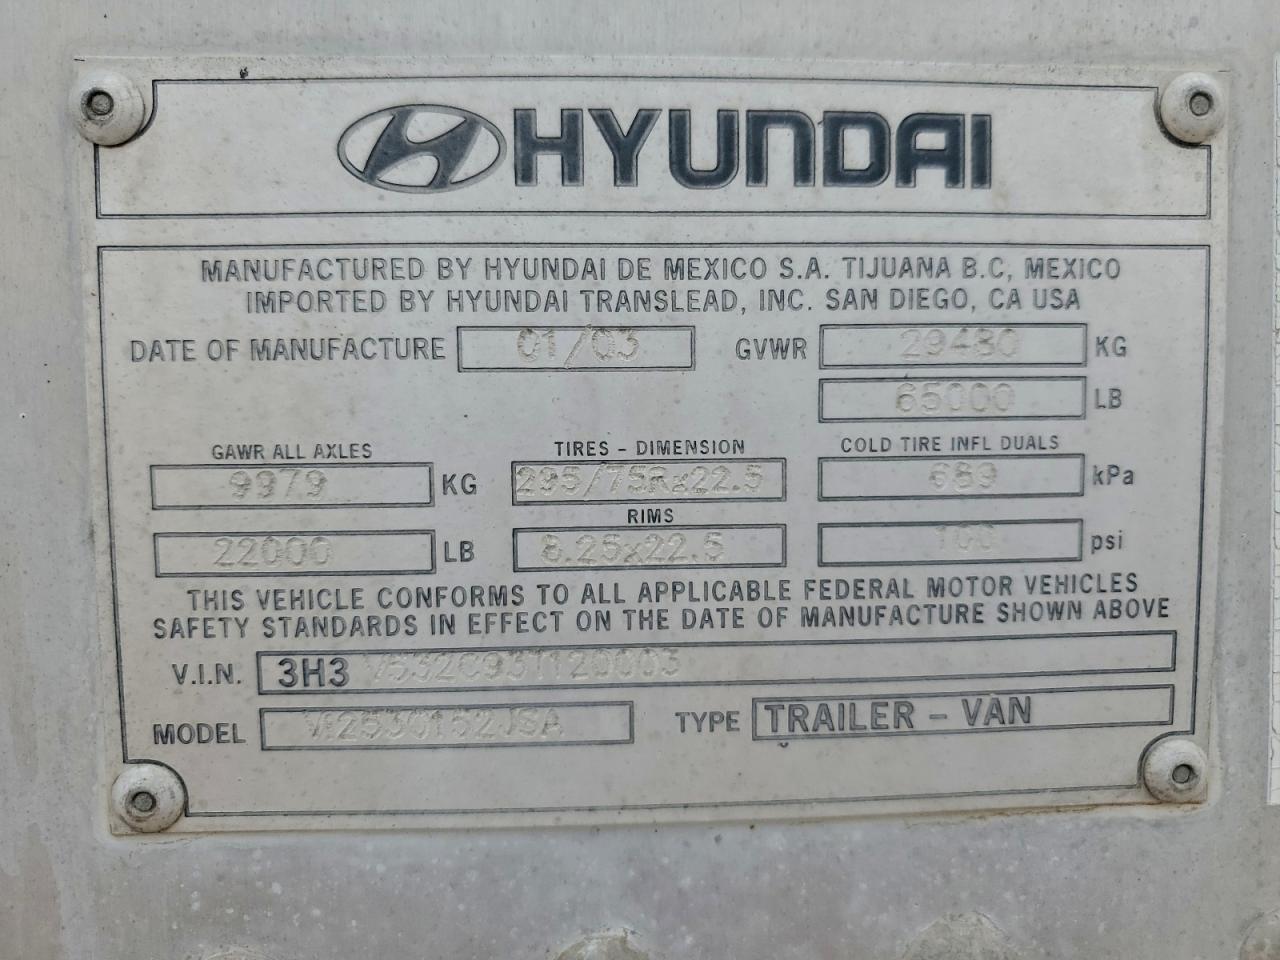 HYUNDAI
MANUFACTURED BY HYUNDAI DE MEXICO S.A. TIJUANA B.C, MEXICO
IMPORTED BY HYUNDAI TRANSLEAD, INC. SAN DIEGO, CA USA
DATE OF MANUFACTURE 01/03 GVWR 29480 KG
65000 LB
GAWR ALL AXLES TIRES - DIMENSION COLD TIRE INFL DUALS
9979 KG 295/75Rx22.5 689 kPa
RIMS
22000 LB 8.25x22.5 100 psi
THIS VEHICLE CONFORMS TO ALL APPLICABLE FEDERAL MOTOR VEHICLES
SAFETY STANDARDS IN EFFECT ON THE DATE OF MANUFACTURE SHOWN ABOVE
V.I.N. 3H3 V532C93T120003
MODEL TYPE TRAILER - VAN